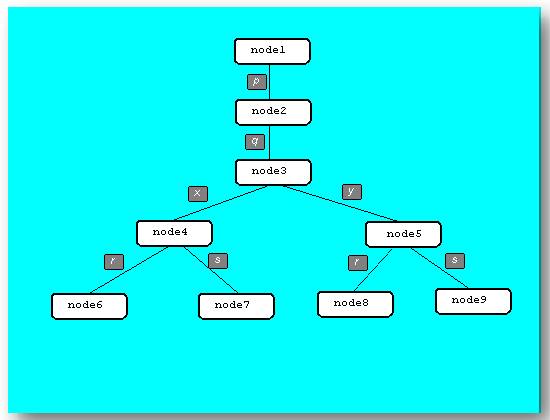 node1
p
node2
q
node3
x
y
node4
node5
r
s
r
s
node6
node7
node8
node9